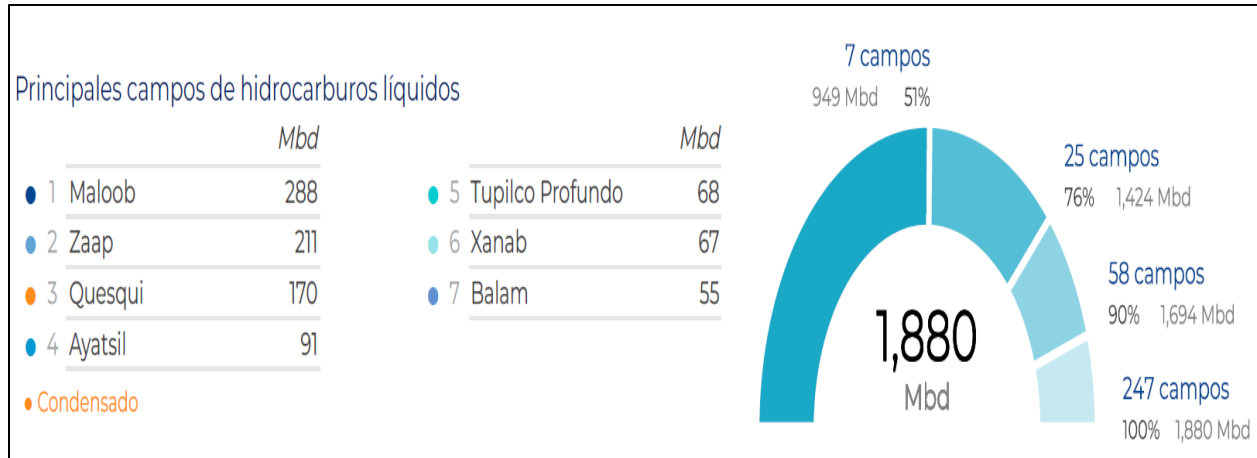 Principales campos de hidrocarburos líquidos
Mbd
1 Maloob 288
2 Zaap 211
3 Quesqui 170
4 Ayatsil 91
Condensado
Mbd
5 Tupilco Profundo 68
6 Xanab 67
7 Balam 55
7 campos
949 Mbd 51%
25 campos
76% 1,424 Mbd
58 campos
90% 1,694 Mbd
247 campos
100% 1,880 Mbd
1,880
Mbd